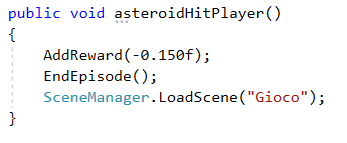 public void asteroidHitPlayer()
{
AddReward(-0.150f);
EndEpisode();
SceneManager.LoadScene("Gioco");
}